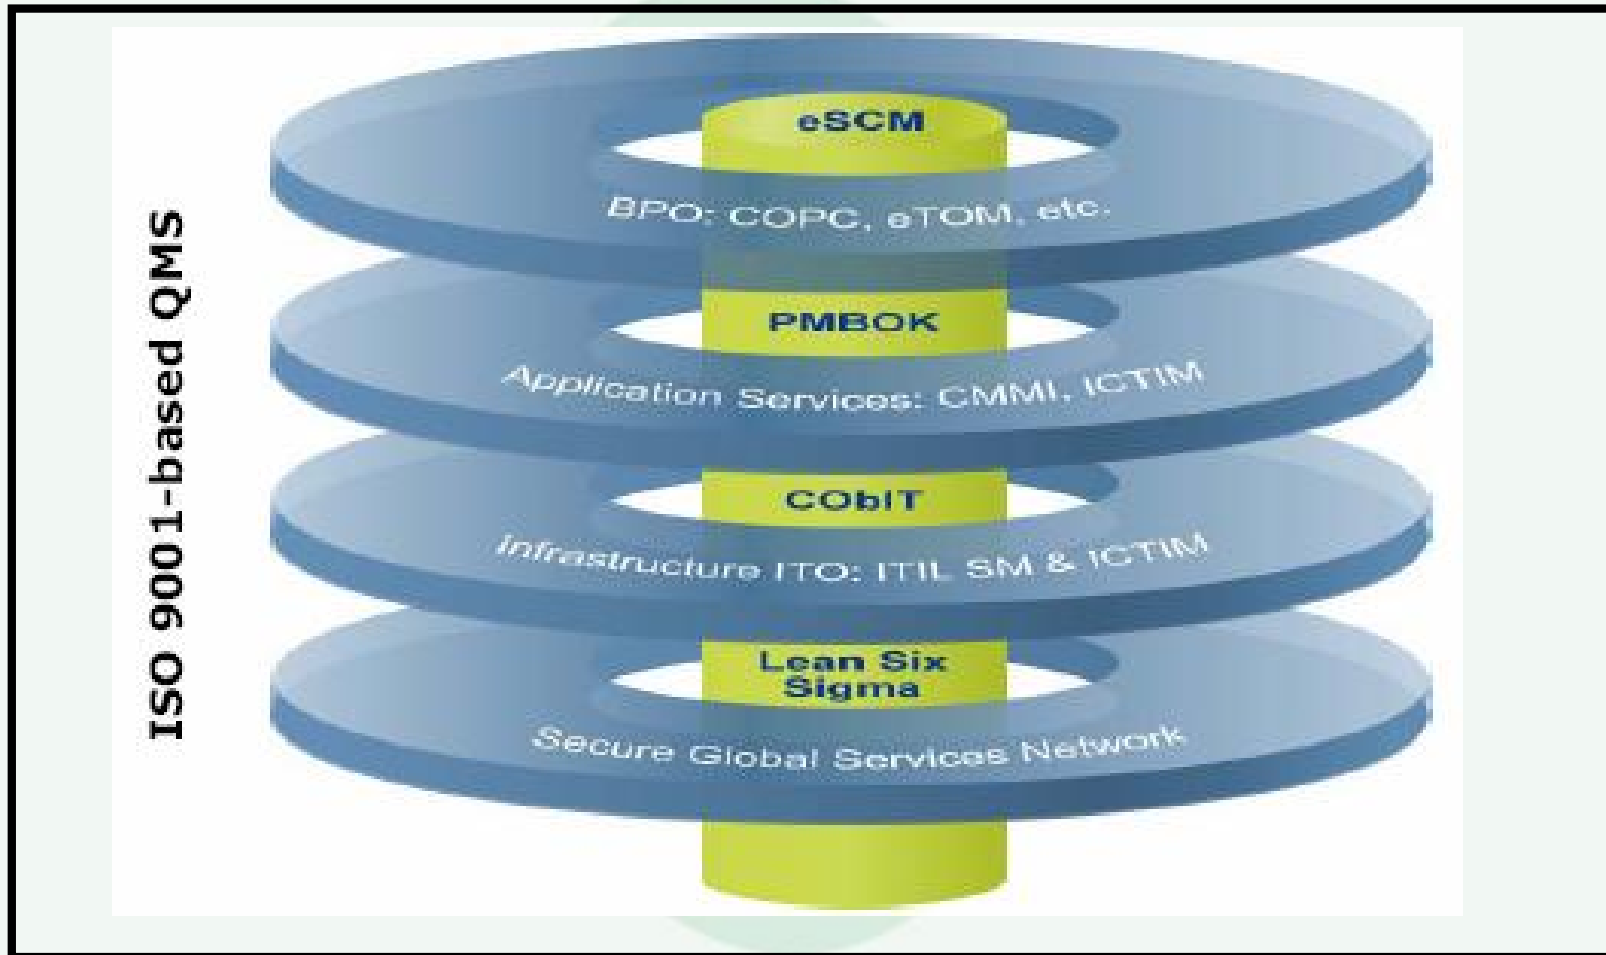 ISO 9001-based QMS
eSCM
BPO: COPC, eTOM, etc.
PMBOK
Application Services: CMMI, ICTIM
CObIT
Infrastructure ITO: ITIL SM & ICTIM
Lean Six
Sigma
Secure Global Services Network